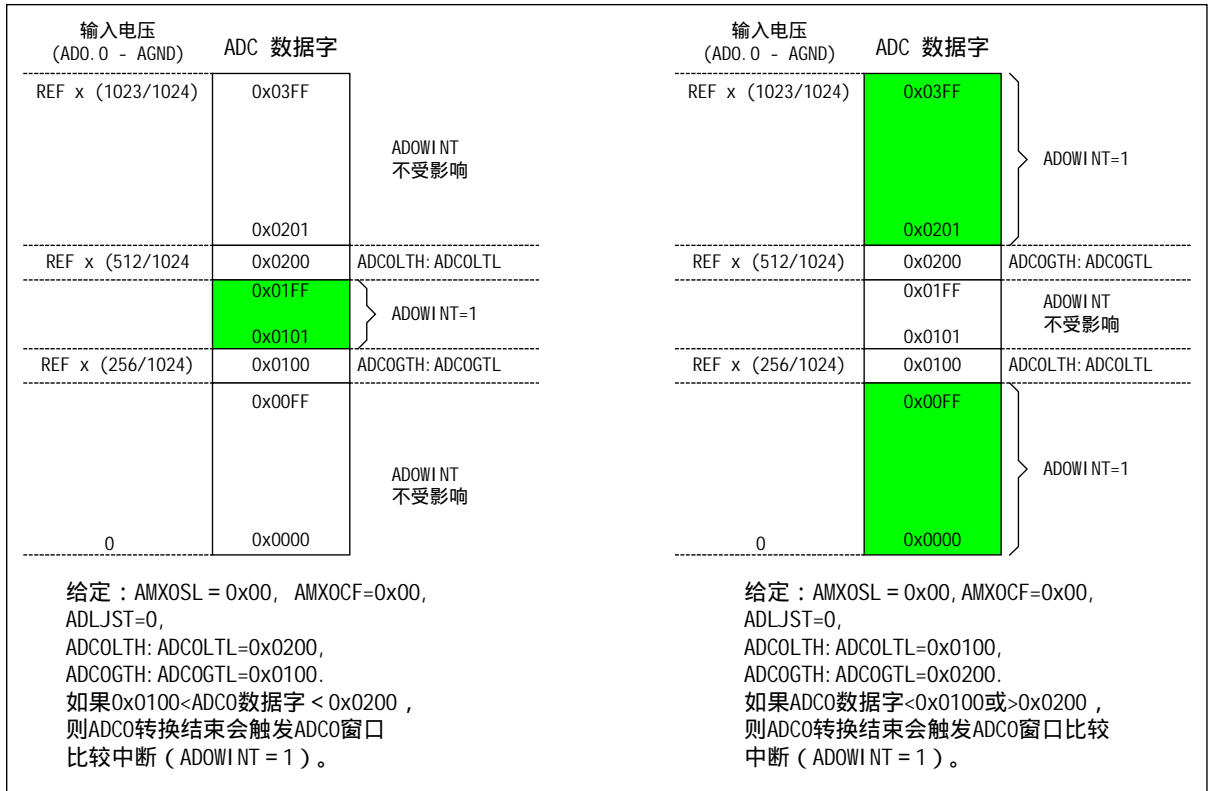 输入电压
(AD0.0 - AGND)
ADC 数据字
REF x (1023/1024)
0x03FF
AD0WINT
不受影响
0x0201
REF x (512/1024
0x0200
ADC0LTH:ADC0LTL
0x01FF
AD0WINT=1
0x0101
REF x (256/1024)
0x0100
ADC0GTH:ADC0GTL
0x00FF
AD0WINT
不受影响
0
0x0000
给定：AMX0SL = 0x00, AMX0CF=0x00,
ADLJST=0,
ADC0LTH:ADC0LTL=0x0200,
ADC0GTH:ADC0GTL=0x0100.
如果0x0100<ADC0数据字 < 0x0200，
则ADC0转换结束会触发ADC0窗口
比较中断（AD0WINT = 1）。
输入电压
(AD0.0 - AGND)
ADC 数据字
REF x (1023/1024)
0x03FF
AD0WINT=1
0x0201
REF x (512/1024)
0x0200
ADC0GTH:ADC0GTL
0x01FF
AD0WINT
不受影响
0x0101
REF x (256/1024)
0x0100
ADC0LTH:ADC0LTL
0x00FF
AD0WINT=1
0
0x0000
给定：AMX0SL = 0x00, AMX0CF=0x00,
ADLJST=0,
ADC0LTH:ADC0LTL=0x0100,
ADC0GTH:ADC0GTL=0x0200.
如果ADC0数据字<0x0100或>0x0200，
则ADC0转换结束会触发ADC0窗口比较
中断（AD0WINT = 1）。